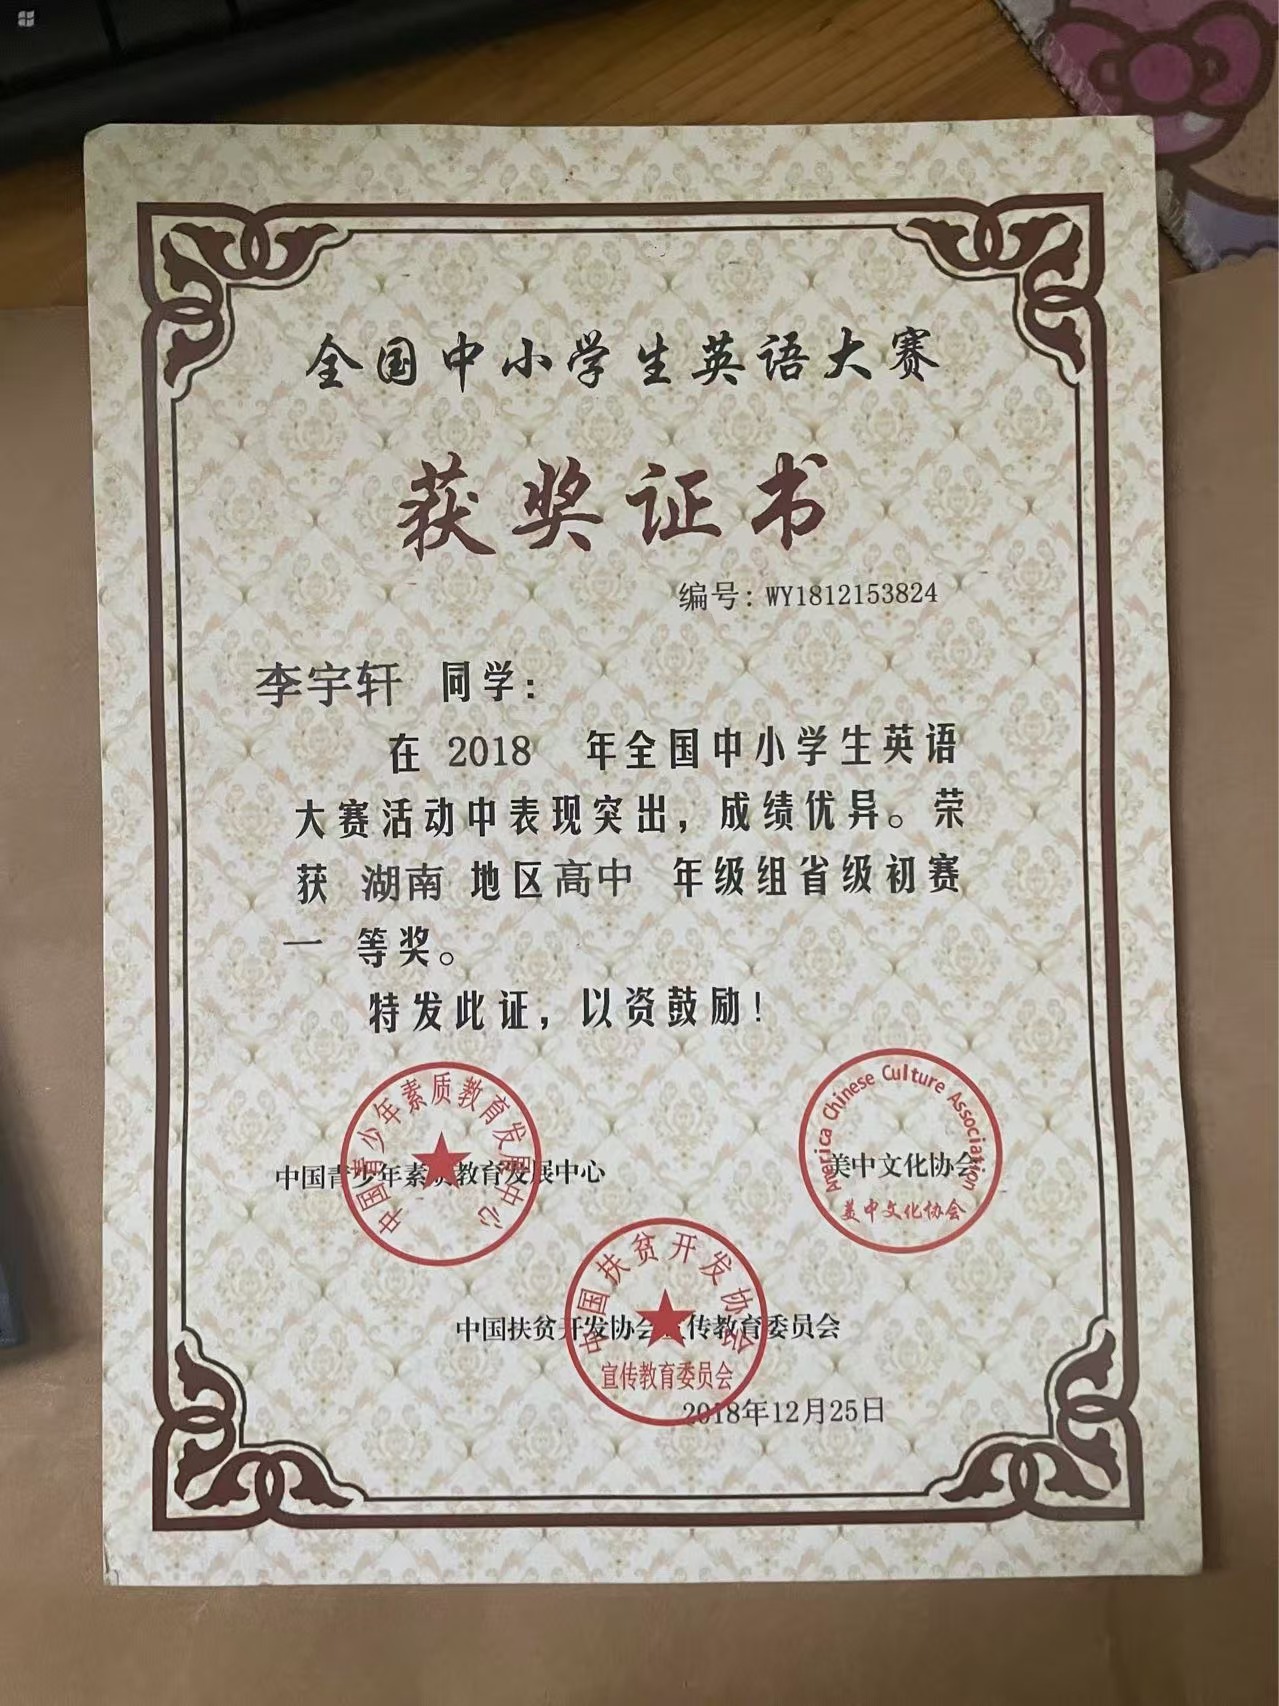 全国中小学生英语大赛
获奖证书
编号：WY1812153824
李宇轩 同学：
在 2018 年全国中小学生英语
大赛活动中表现突出，成绩优异。荣
获 湖南 地区高中 年级组省级初赛
一 等奖。
特发此证，以资鼓励！
中国青少年素质教育发展中心
中国青少年素质教育发展中心
America Chinese Culture Association
美中文化协会
美中文化协会
中国扶贫开发协会
中国扶贫开发协会宣传教育委员会
宣传教育委员会
2018年12月25日